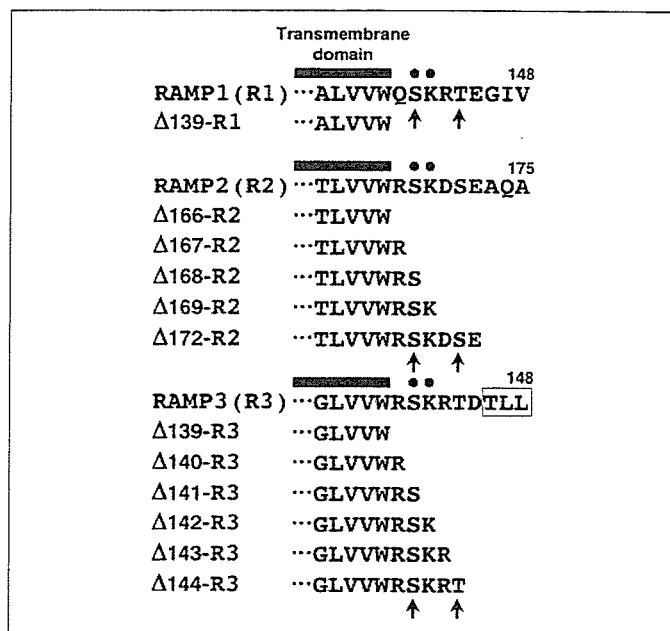 Transmembrane
domain
148
RAMP1 (R1) ···ALVVWQSKRTEGIV
Δ139-R1 ···ALVVW
175
RAMP2 (R2) ···TLVVWRSKDSEAQA
Δ166-R2 ···TLVVW
Δ167-R2 ···TLVVWR
Δ168-R2 ···TLVVWRS
Δ169-R2 ···TLVVWRSK
Δ172-R2 ···TLVVWRSKDSE
148
RAMP3 (R3) ···GLVVWRSKRTDTLL
Δ139-R3 ···GLVVW
Δ140-R3 ···GLVVWR
Δ141-R3 ···GLVVWRS
Δ142-R3 ···GLVVWRSK
Δ143-R3 ···GLVVWRSKR
Δ144-R3 ···GLVVWRSKRT